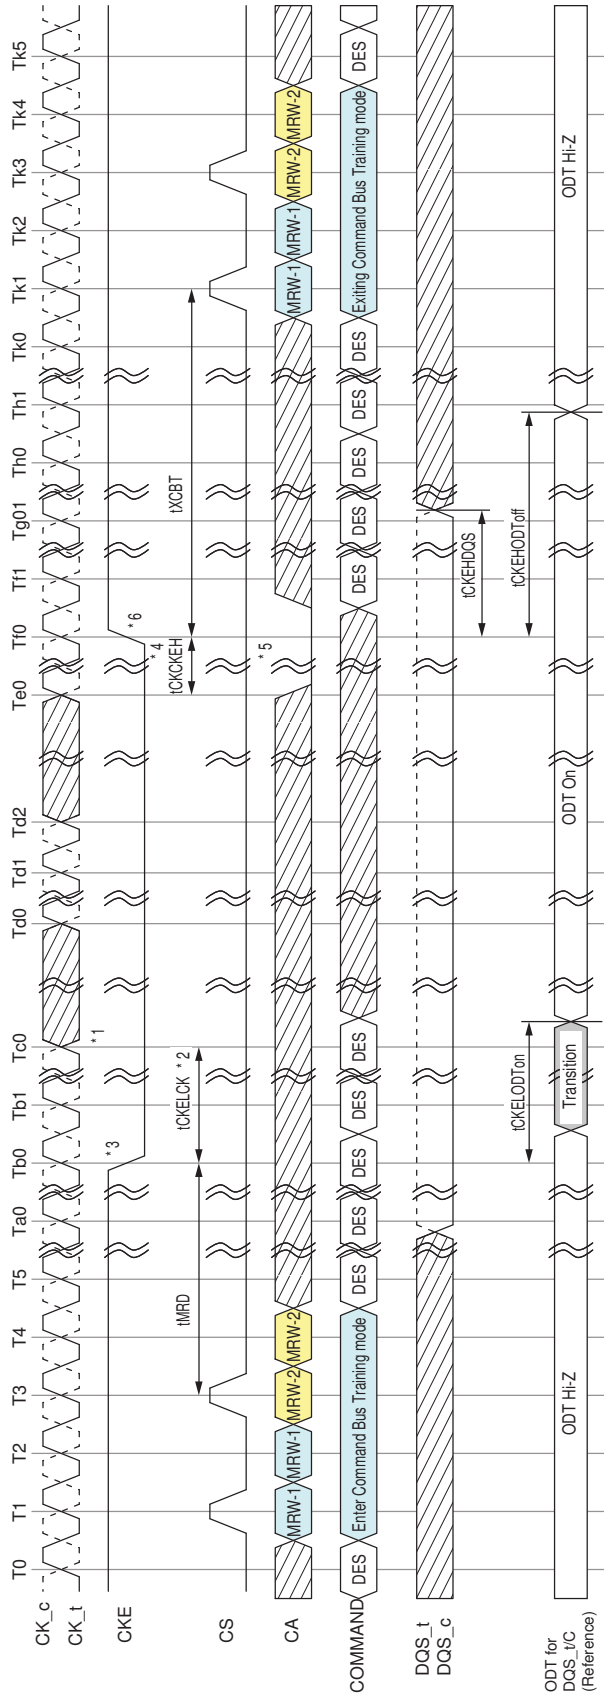 T0 T1 T2 T3 T4 T5 Ta0 Tb0 Tb1 Tc0 Td0 Td1 Td2 Te0 Tf0 Tf1 Tg01 Th0 Th1 Tk0 Tk1 Tk2 Tk3 Tk4 Tk5
CK_c
CK_t
*1
CKE
*3 *4 *6
tMRD tCKELCK *2 tCKCKEH tXCBT
CS
*5
CA MRW-1 MRW-1 MRW-2 MRW-2 MRW-1 MRW-1 MRW-2 MRW-2
COMMAND DES Enter Command Bus Training mode DES DES DES DES DES DES DES DES DES DES Exiting Command Bus Training mode DES
DQS_t
DQS_c
tCKEHDQS
tCKELODTon tCKEHODToff
ODT for
DQS_t/C
(Reference)
ODT Hi-Z Transition ODT On ODT Hi-Z